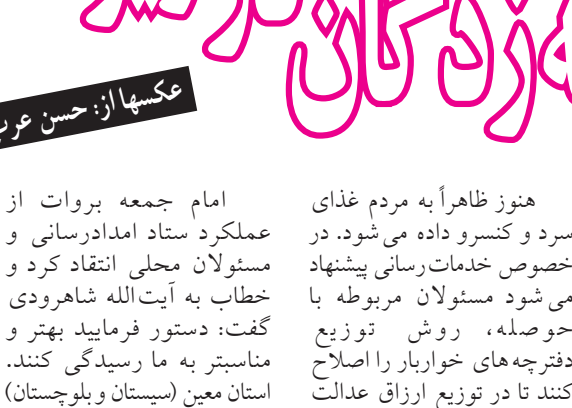 زدگان
عکسها از: حسن عرب
هنوز ظاهراً به مردم غذای
سرد و کنسرو داده می‌شود. در
خصوص خدمات‌رسانی پیشنهاد
می‌شود مسئولان مربوطه با
حوصله، روش توزیع
دفترچه‌های خواربار را اصلاح
کنند تا در توزیع ارزاق عدالت
امام جمعه بروات از
عملکرد ستاد امدادرسانی و
مسئولان محلی انتقاد کرد و
خطاب به آیت‌الله شاهرودی
گفت: دستور فرمایید بهتر و
مناسبتر به ما رسیدگی کنند.
استان معین (سیستان و بلوچستان)